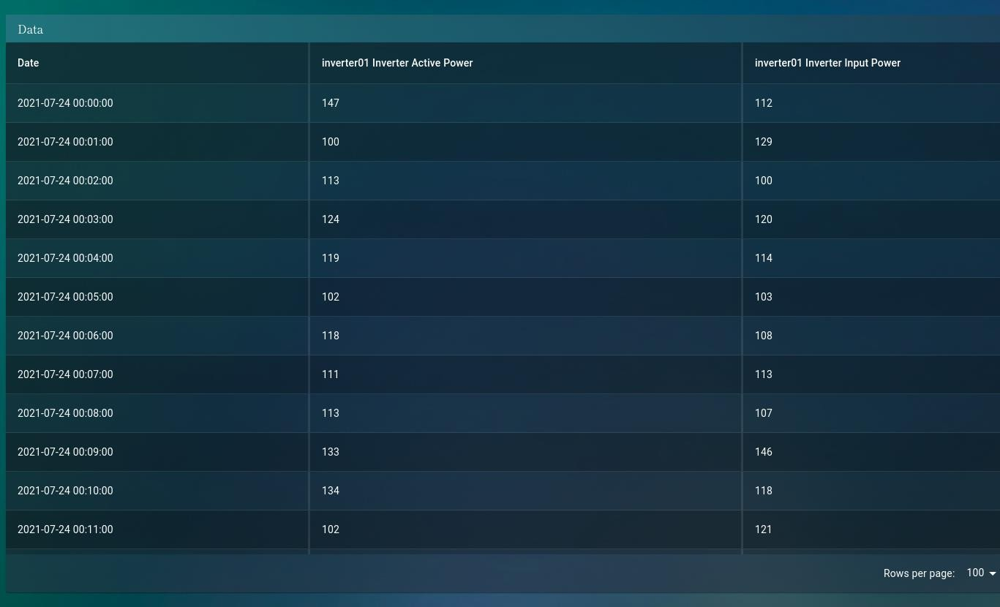 Data
Date inverter01 Inverter Active Power inverter01 Inverter Input Power
2021-07-24 00:00:00 147 112
2021-07-24 00:01:00 100 129
2021-07-24 00:02:00 113 100
2021-07-24 00:03:00 124 120
2021-07-24 00:04:00 119 114
2021-07-24 00:05:00 102 103
2021-07-24 00:06:00 118 108
2021-07-24 00:07:00 111 113
2021-07-24 00:08:00 113 107
2021-07-24 00:09:00 133 146
2021-07-24 00:10:00 134 118
2021-07-24 00:11:00 102 121
Rows per page: 100